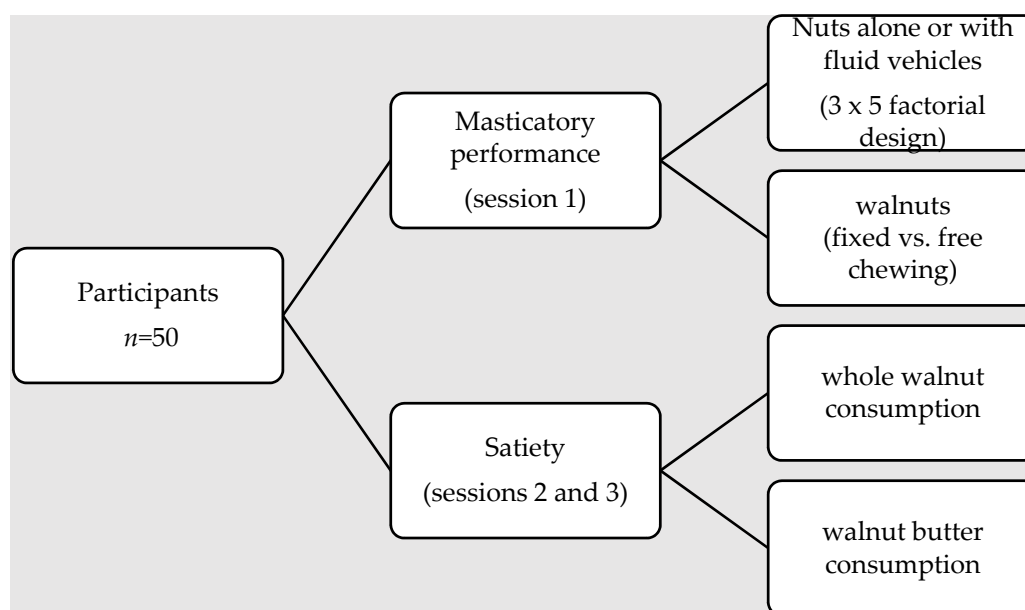 Participants
n=50
Masticatory
performance
(session 1)
Satiety
(sessions 2 and 3)
Nuts alone or with
fluid vehicles
(3 x 5 factorial
design)
walnuts
(fixed vs. free
chewing)
whole walnut
consumption
walnut butter
consumption